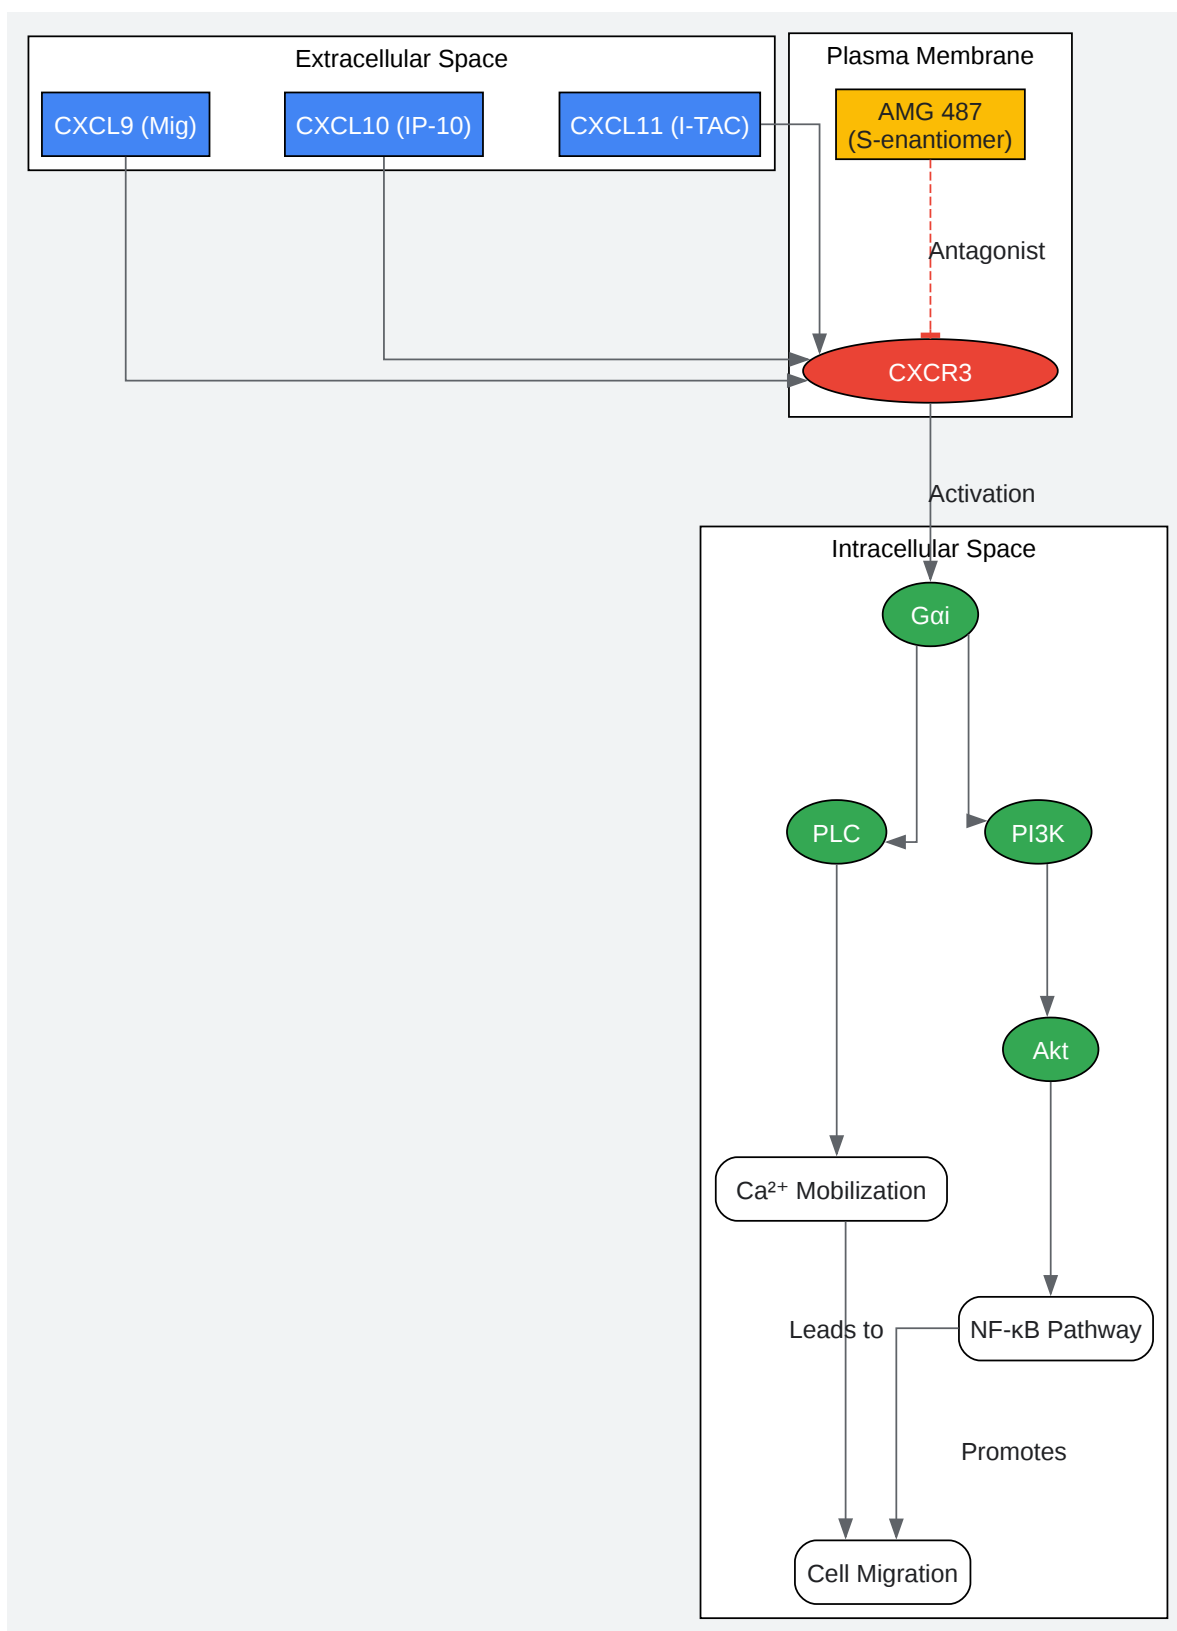 Extracellular Space
Plasma Membrane
CXCL9 (Mig)
CXCL10 (IP-10)
CXCL11 (I-TAC)
AMG 487
(S-enantiomer)
Antagonist
CXCR3
Activation
Intracellular Space
Gαi
PLC
PI3K
Akt
Ca²⁺ Mobilization
Leads to
NF-κB Pathway
Promotes
Cell Migration